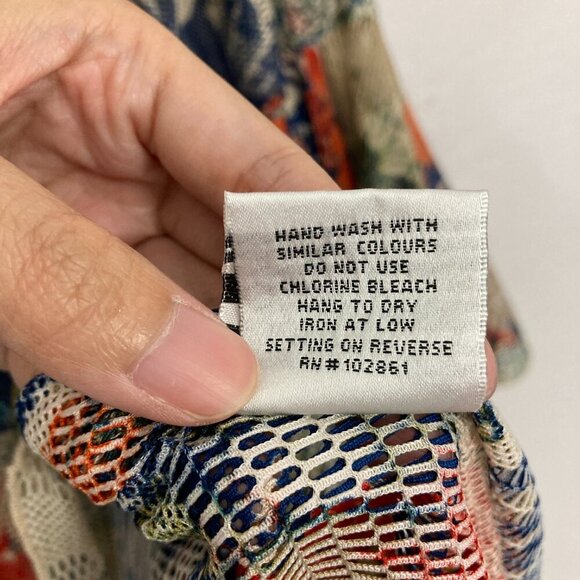 HAND WASH WITH
SIMILAR COLOURS
DO NOT USE
CHLORINE BLEACH
HANG TO DRY
IRON AT LOW
SETTING ON REVERSE
RN#102861